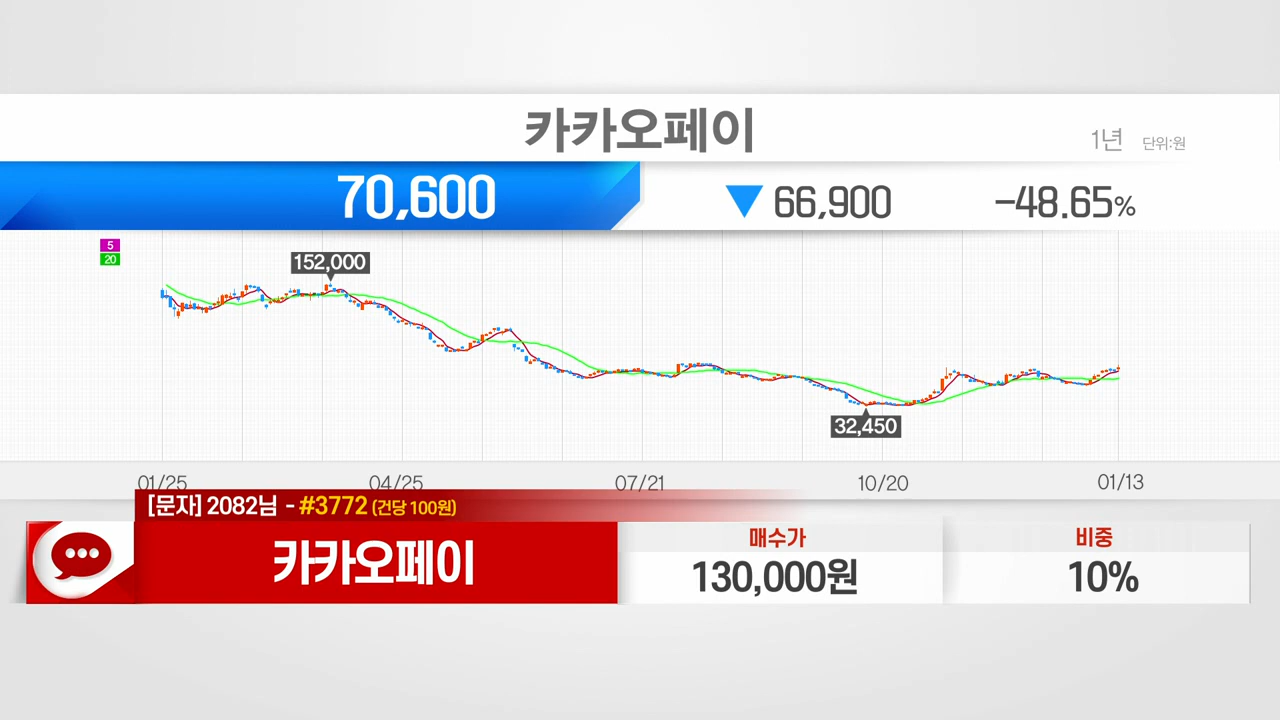 카카오페이
1년 단위:원
70,600 ▼ 66,900 -48.65%
5
20
152,000
32,450
01/25 04/25 07/21 10/20 01/13
[문자] 2082님 - #3772 (건당 100원)
카카오페이
매수가
130,000원
비중
10%